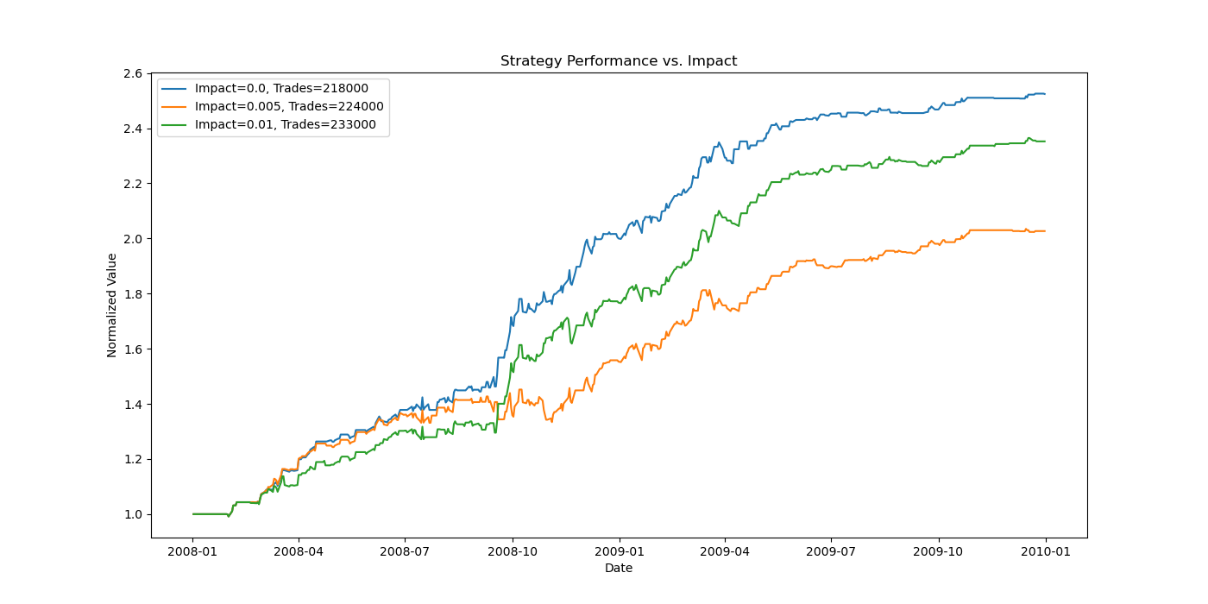 Strategy Performance vs. Impact
Impact=0.0, Trades=218000
Impact=0.005, Trades=224000
Impact=0.01, Trades=233000
Normalized Value
2.6
2.4
2.2
2.0
1.8
1.6
1.4
1.2
1.0
2008-01 2008-04 2008-07 2008-10 2009-01 2009-04 2009-07 2009-10 2010-01
Date